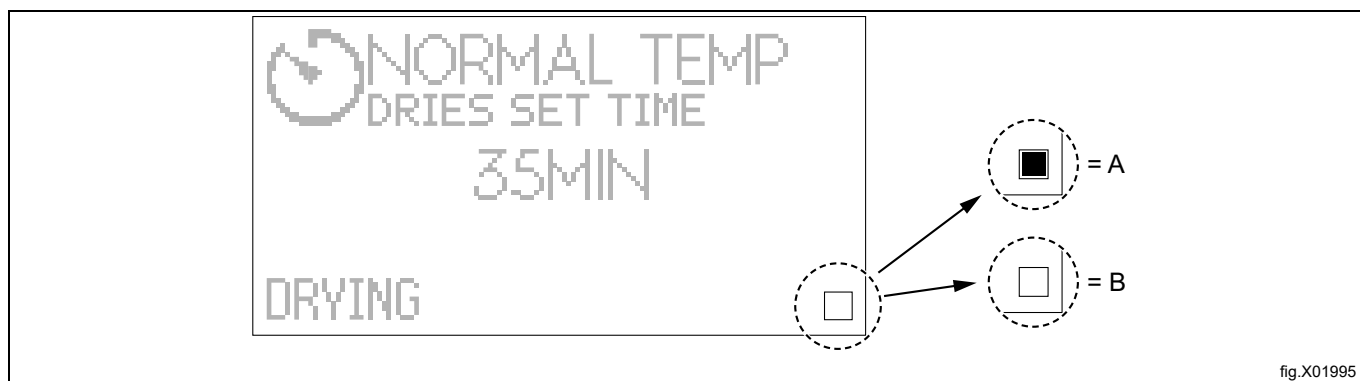 NORMAL TEMP
DRIES SET TIME
35MIN
DRYING
= A
= B
fig.X01995